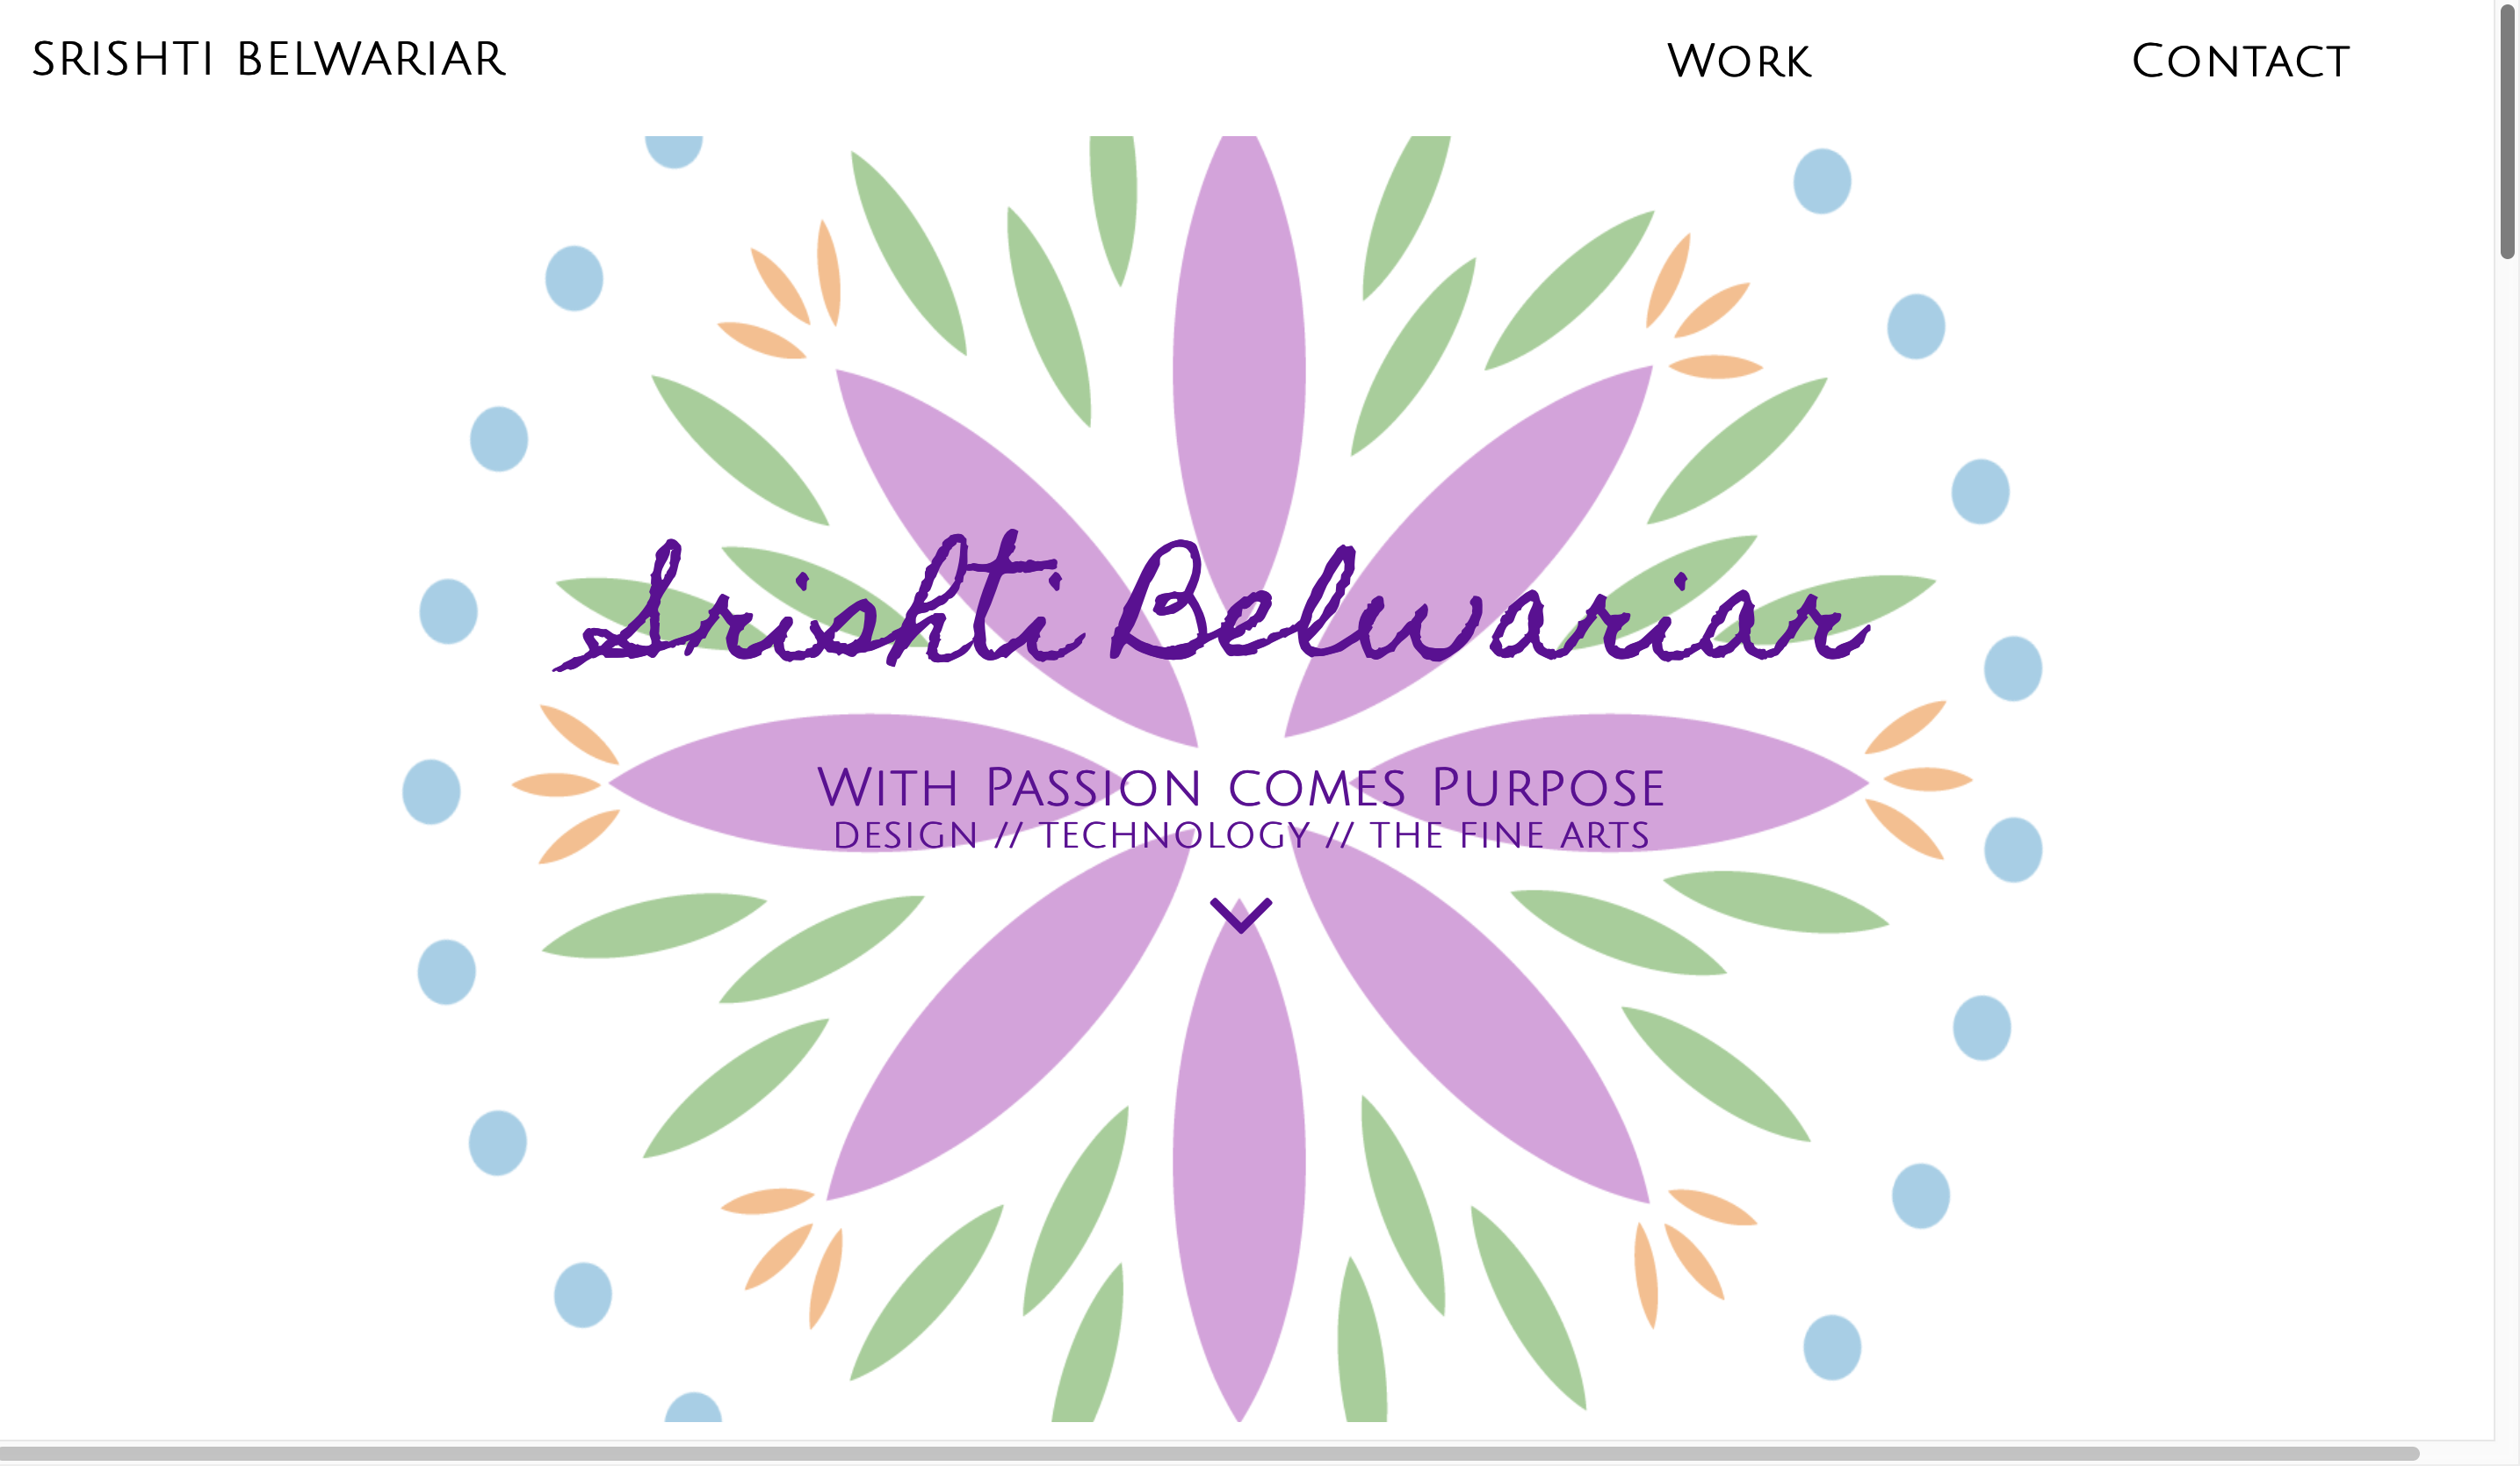 SRISHTI BELWARIAR
WORK
CONTACT
Srishti Belwariar
WITH PASSION COMES PURPOSE
DESIGN // TECHNOLOGY // THE FINE ARTS